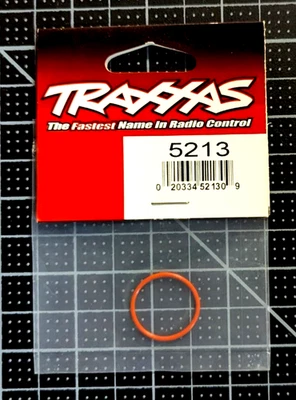 TRAXXAS
The Fastest Name in Radio Control
5213
0 20334 52130 9